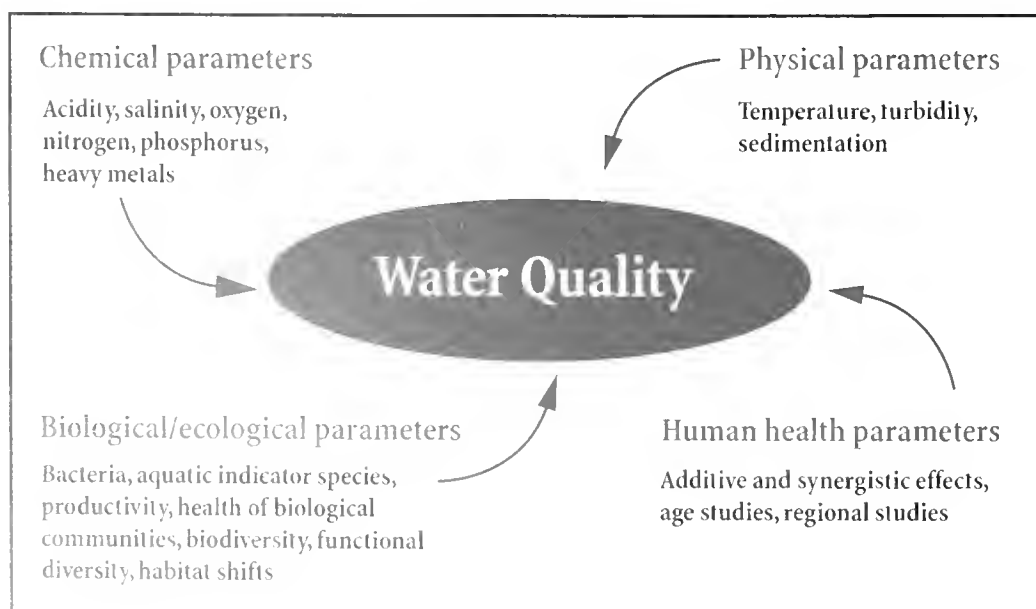 Chemical parameters
Acidity, salinity, oxygen,
nitrogen, phosphorus,
heavy metals
Physical parameters
Temperature, turbidity,
sedimentation
Water Quality
Biological/ecological parameters
Bacteria, aquatic indicator species,
productivity, health of biological
communities, biodiversity, functional
diversity, habitat shifts
Human health parameters
Additive and synergistic effects,
age studies, regional studies